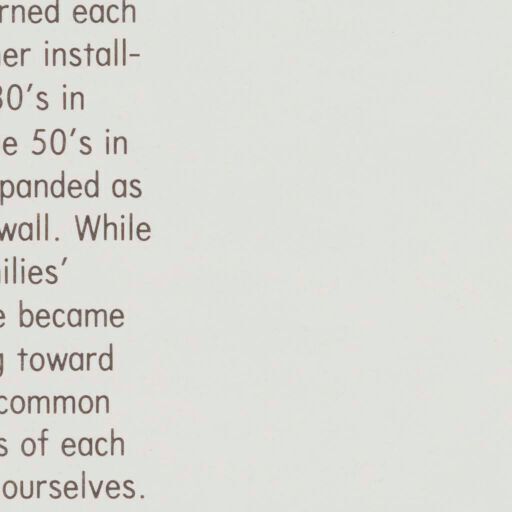 rned each
er install-
30's in
e 50's in
panded as
wall. While
ilies'
e became
g toward
common
s of each
ourselves.